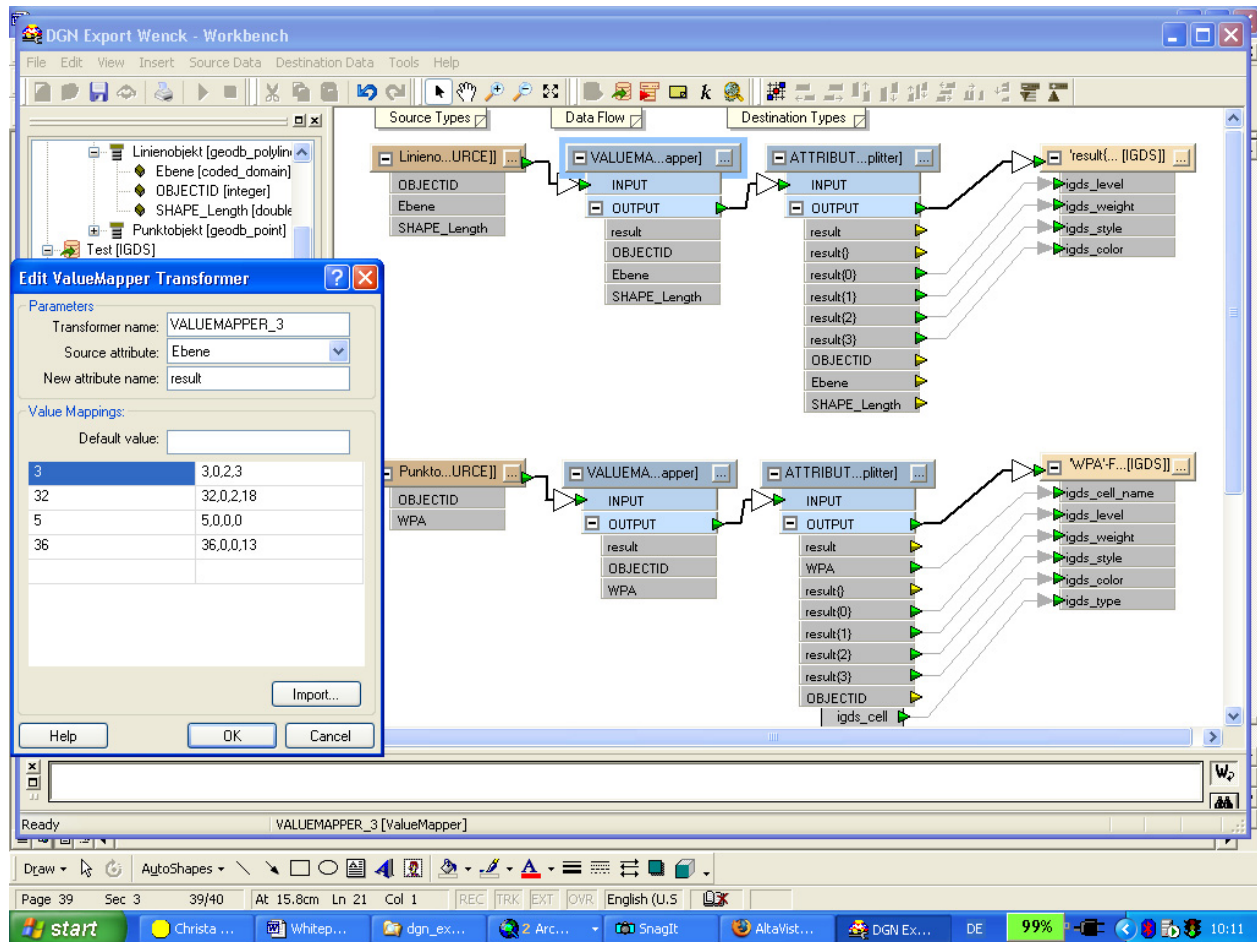 DGN Export Wenck - Workbench
File Edit View Insert Source Data Destination Data Tools Help
Source Types
Data Flow
Destination Types
Linienobjekt [geodb_polylin
Ebene [coded_domain]
OBJECTID [integer]
SHAPE_Length [double
Punktobjekt [geodb_point]
Test [IGDS]
Linieno...URCE]] ...
OBJECTID
Ebene
SHAPE_Length
VALUEMA...apper] ...
INPUT
OUTPUT
result
OBJECTID
Ebene
SHAPE_Length
ATTRIBUT...plitter] ...
INPUT
OUTPUT
result
result{}
result{0}
result{1}
result{2}
result{3}
OBJECTID
Ebene
SHAPE_Length
'result{... [IGDS]] ...
igds_level
igds_weight
igds_style
igds_color
Edit ValueMapper Transformer
Parameters
Transformer name: VALUEMAPPER_3
Source attribute: Ebene
New attribute name: result
Value Mappings:
Default value:
3 3,0,2,3
32 32,0,2,18
5 5,0,0,0
36 36,0,0,13
Import...
Help OK Cancel
Punkto...URCE]] ...
OBJECTID
WPA
VALUEMA...apper] ...
INPUT
OUTPUT
result
OBJECTID
WPA
ATTRIBUT...plitter] ...
INPUT
OUTPUT
result
WPA
result{}
result{0}
result{1}
result{2}
result{3}
OBJECTID
igds_cell
'WPA'-F...[IGDS]] ...
igds_cell_name
igds_level
igds_weight
igds_style
igds_color
igds_type
Ready VALUEMAPPER_3 [ValueMapper]
Draw AutoShapes
Page 39 Sec 3 39/40 At 15.8cm Ln 21 Col 1 REC TRK EXT OVR English (U.S
start Christa ... Whitep... dgn_ex... 2 Arc... SnagIt AltaVist... DGN Ex... DE 99% 10:11